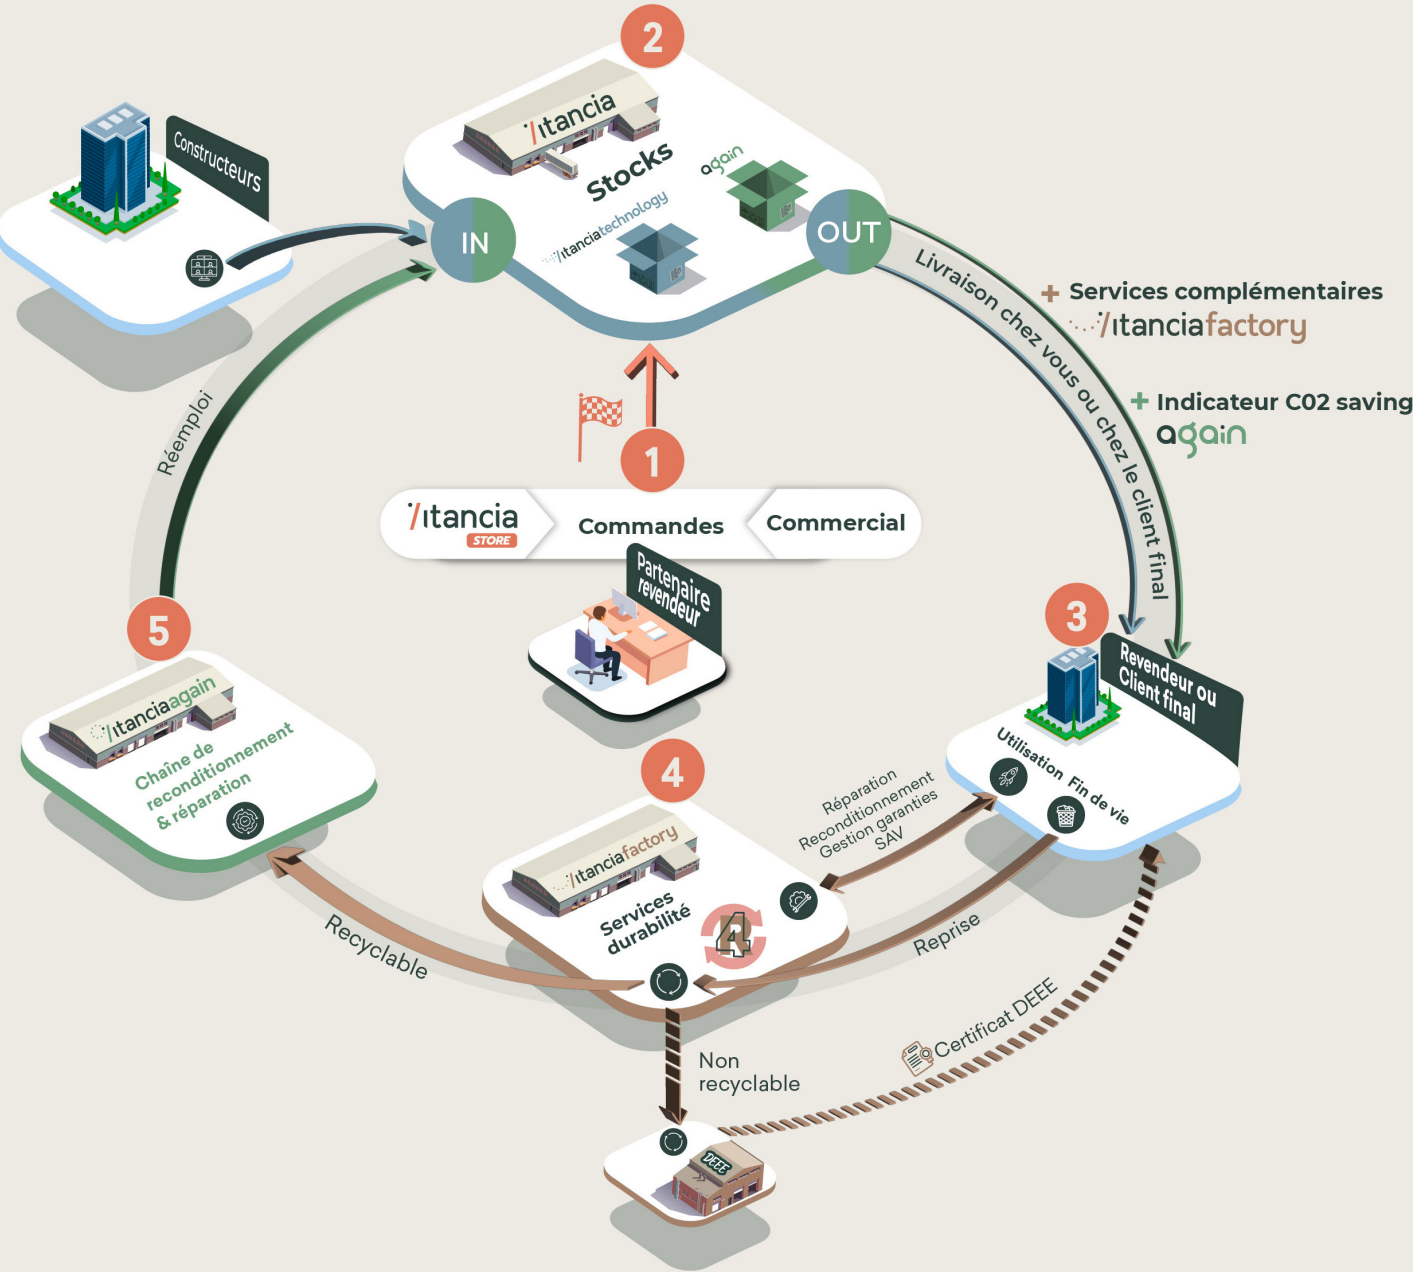 2
itancia
Constructeurs
Stocks
again
itanciatechnology
IN
OUT
Livraison chez vous ou chez le client final
+ Services complémentaires
itanciafactory
+ Indicateur C02 saving
again
Réemploi
1
itancia
STORE
Commandes
Commercial
Partenaire
revendeur
3
Revendeur ou
Client final
Utilisation
Fin de vie
5
itanciaagain
Chaîne de
reconditionnement
& réparation
4
itanciafactory
Services
durabilité
4R
Réparation
Reconditionnement
Gestion garanties
SAV
Reprise
Recyclable
Non
recyclable
Certificat DEEE
DEEE